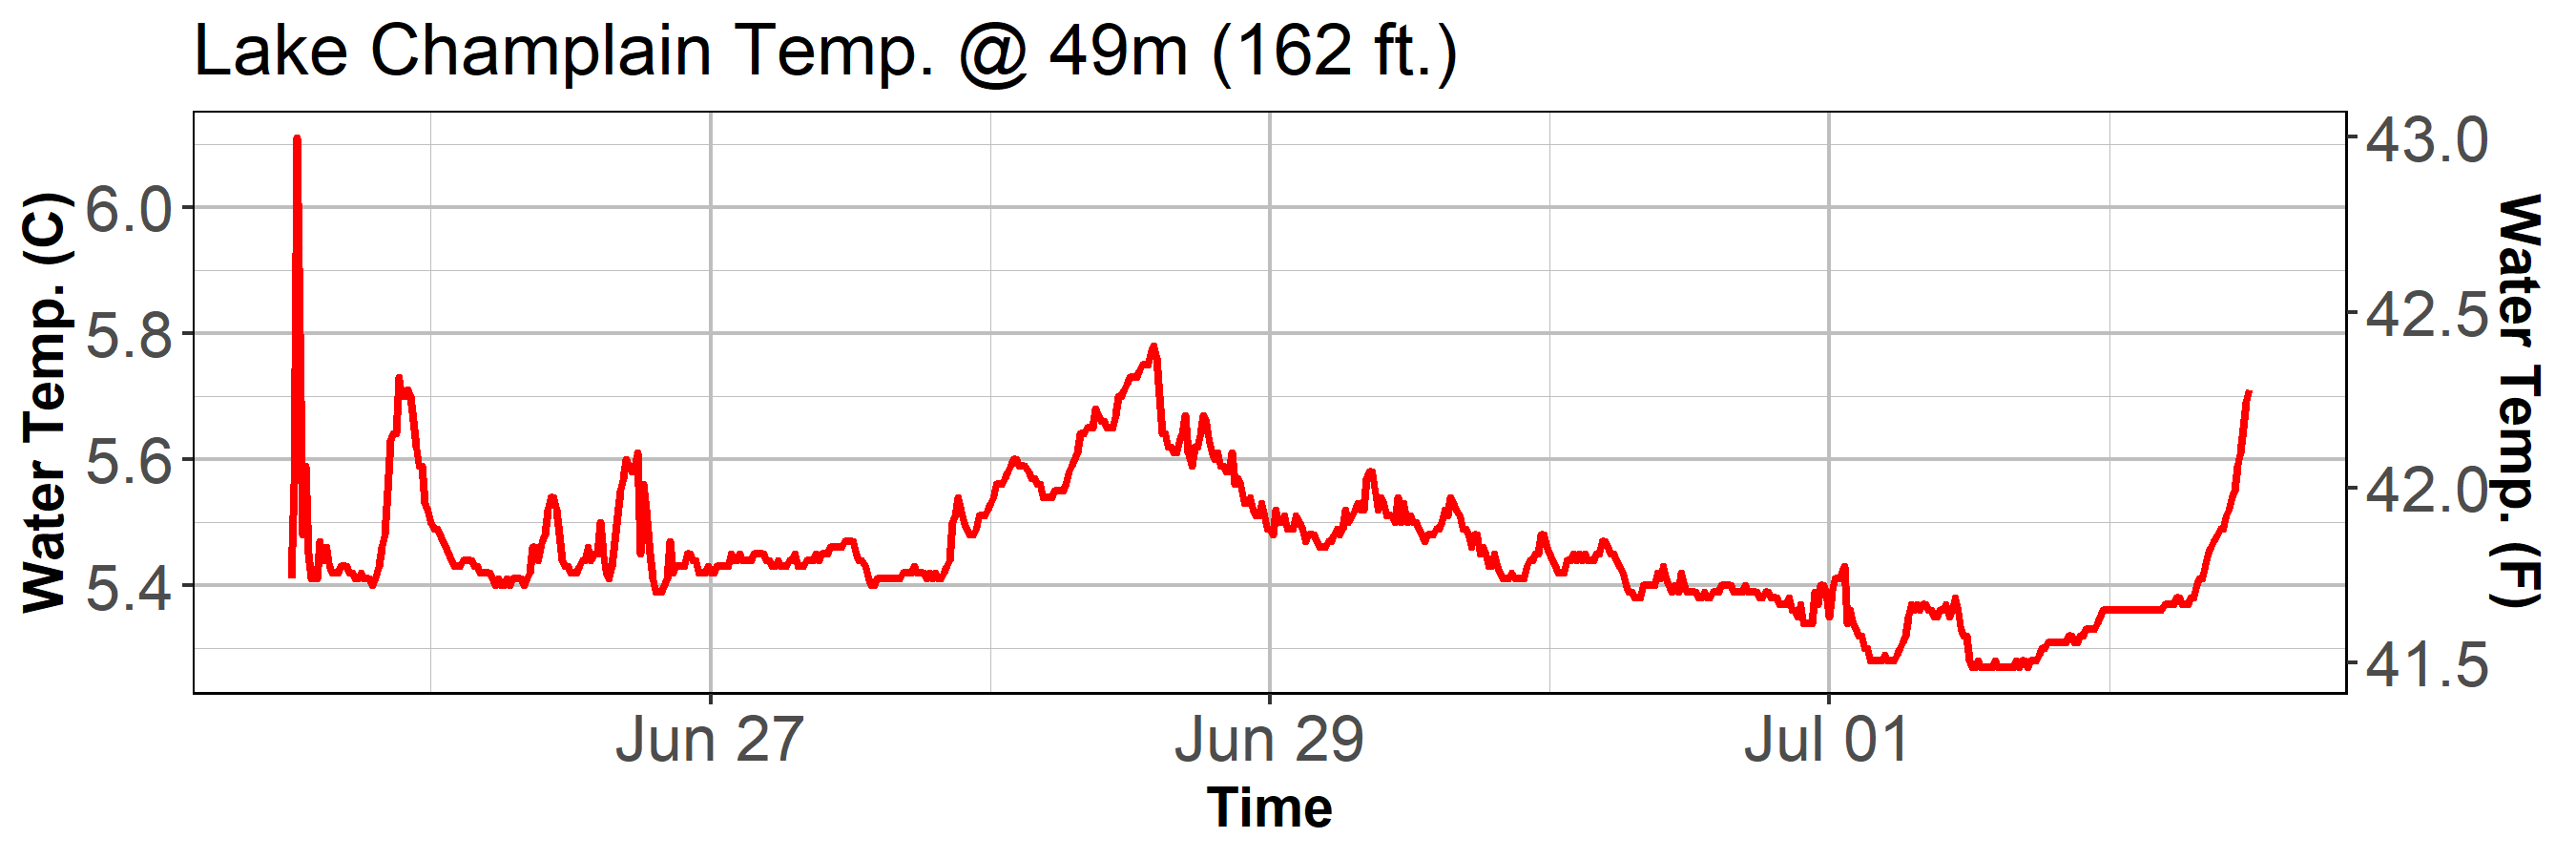 Lake Champlain Temp. @ 49m (162 ft.)
Water Temp. (C)
6.0
5.8
5.6
5.4
43.0
42.5
42.0
41.5
Water Temp. (F)
Jun 27
Jun 29
Jul 01
Time